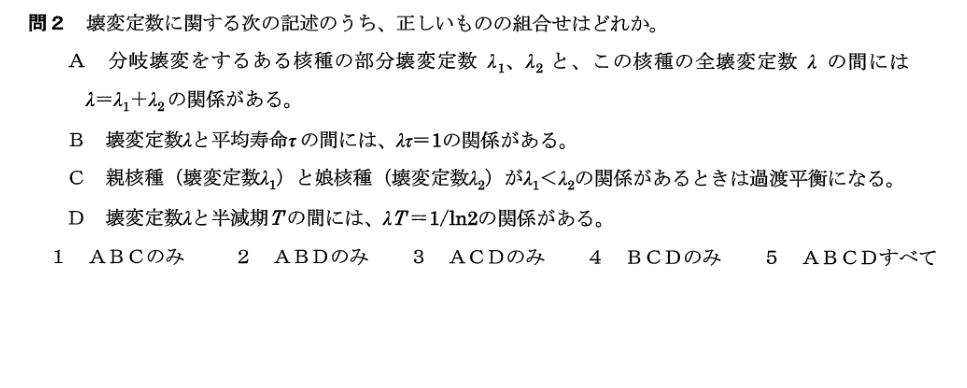 問2 壊変定数に関する次の記述のうち、正しいものの組合せはどれか。
A 分岐壊変をするある核種の部分壊変定数 λ₁、λ₂ と、この核種の全壊変定数 λ の間には
λ=λ₁+λ₂の関係がある。
B 壊変定数λと平均寿命τの間には、λτ=1の関係がある。
C 親核種（壊変定数λ₁）と娘核種（壊変定数λ₂）がλ₁<λ₂の関係があるときは過渡平衡になる。
D 壊変定数λと半減期Tの間には、λT=1/ln2の関係がある。
1 ABCのみ 2 ABDのみ 3 ACDのみ 4 BCDのみ 5 ABCDすべて